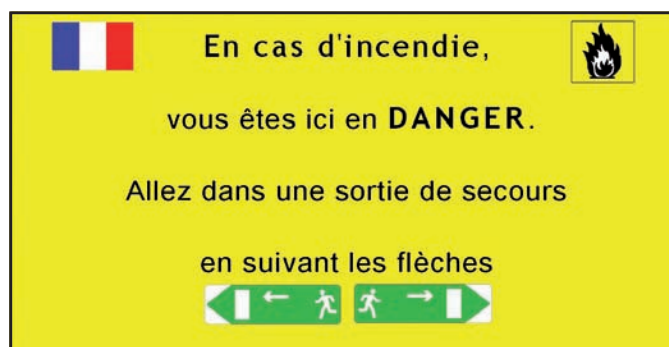 En cas d'incendie,
vous êtes ici en DANGER.
Allez dans une sortie de secours
en suivant les flèches